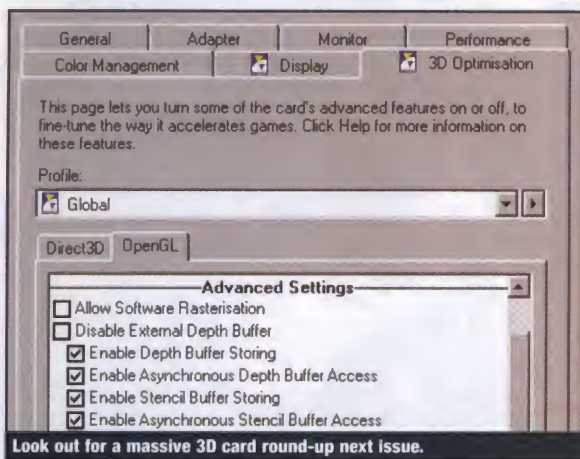 General
Adapter
Monitor
Performance
Color Management
Display
3D Optimisation
This page lets you turn some of the card's advanced features on or off, to
fine-tune the way it accelerates games. Click Help for more information on
these features.
Profile:
Global
Direct3D
OpenGL
Advanced Settings
Allow Software Rasterisation
Disable External Depth Buffer
Enable Depth Buffer Storing
Enable Asynchronous Depth Buffer Access
Enable Stencil Buffer Storing
Enable Asynchronous Stencil Buffer Access
Look out for a massive 3D card round-up next issue.